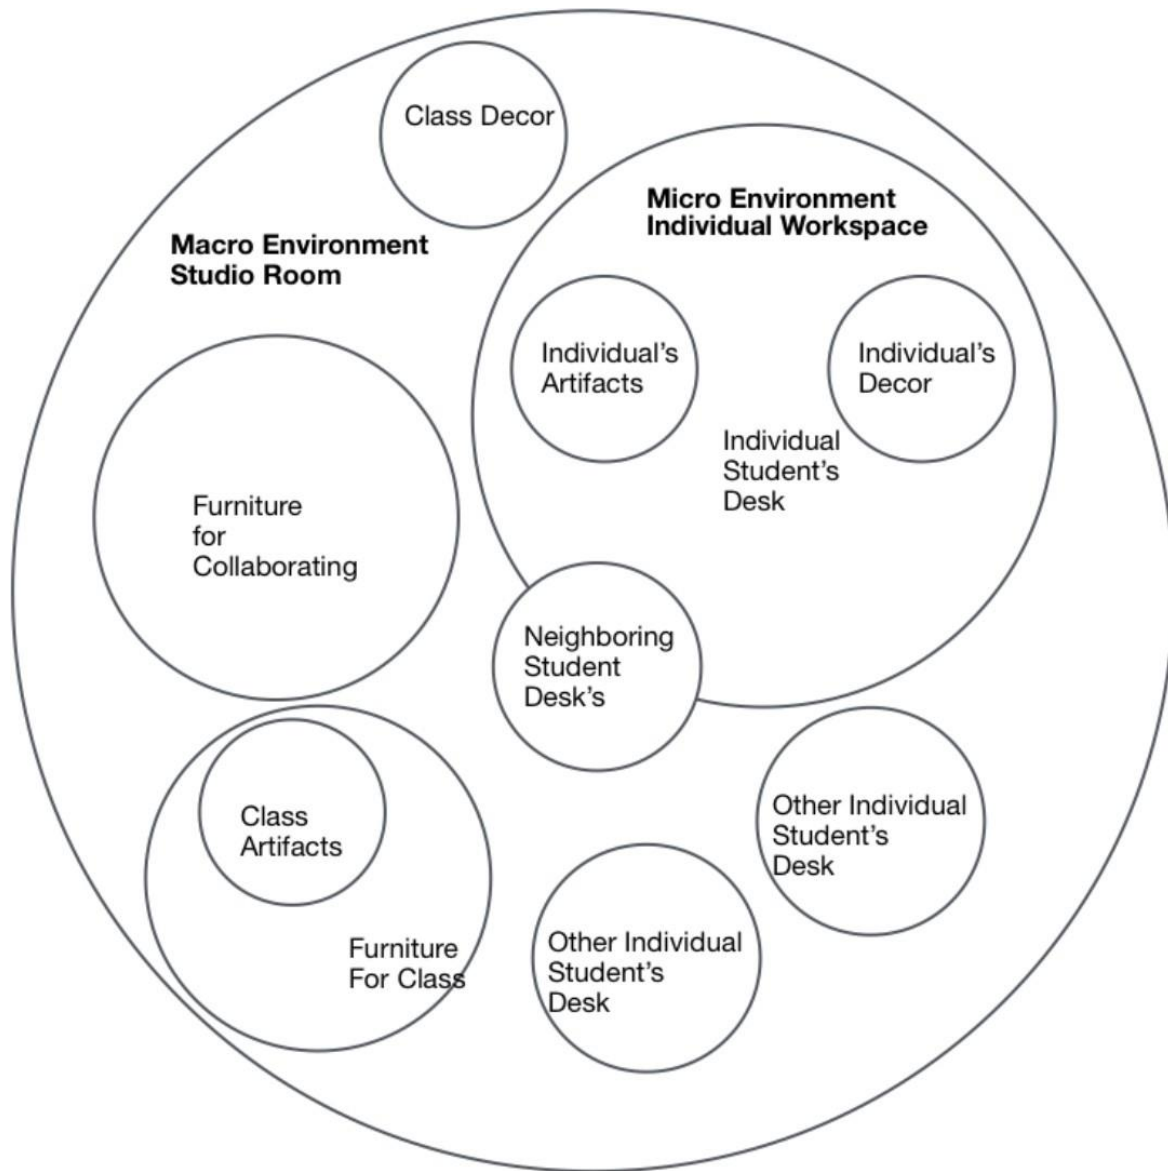 Class Decor
Micro Environment
Individual Workspace
Macro Environment
Studio Room
Individual’s
Artifacts
Individual’s
Decor
Individual
Student’s
Desk
Furniture
for
Collaborating
Neighboring
Student
Desk’s
Class
Artifacts
Other Individual
Student’s
Desk
Furniture
For Class
Other Individual
Student’s
Desk